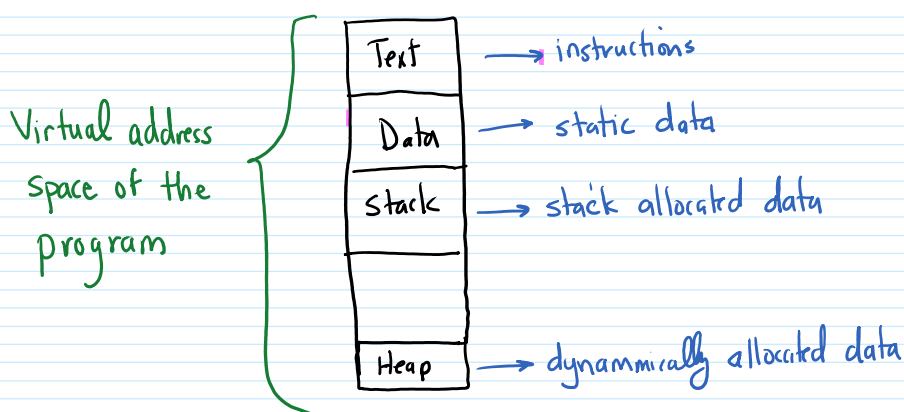 Text → instructions
Virtual address
space of the
program
Data → static data
stack → stack allocated data
Heap → dynammically allocated data